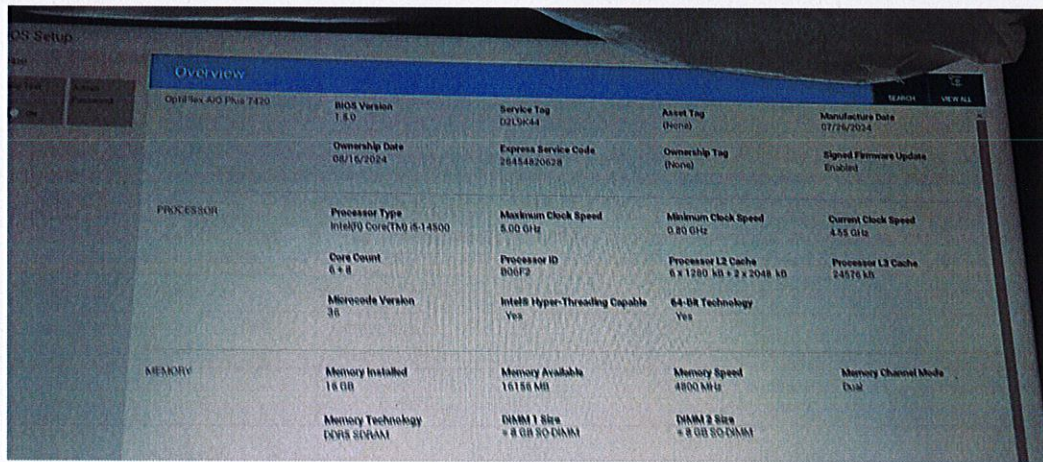 OS Setup
Overview
SEARCH
VIEW ALL
Password
ON
OptiPlex AIO Plus 7420
BIOS Version
1.8.0
Service Tag
D2L9K44
Asset Tag
(None)
Manufacture Date
07/26/2024
Ownership Date
08/16/2024
Express Service Code
28454820628
Ownership Tag
(None)
Signed Firmware Update
Enabled
PROCESSOR
Processor Type
Intel(R) Core(TM) i5-14500
Maximum Clock Speed
5.00 GHz
Minimum Clock Speed
0.80 GHz
Current Clock Speed
4.55 GHz
Core Count
6 + 8
Processor ID
B06F2
Processor L2 Cache
6 x 1280 kB + 2 x 2048 kB
Processor L3 Cache
24576 kB
Microcode Version
36
Intel® Hyper-Threading Capable
Yes
64-Bit Technology
Yes
MEMORY
Memory Installed
16 GB
Memory Available
16156 MB
Memory Speed
4800 MHz
Memory Channel Mode
Dual
Memory Technology
DDR5 SDRAM
DIMM 1 Size
= 8 GB SO-DIMM
DIMM 2 Size
= 8 GB SO-DIMM